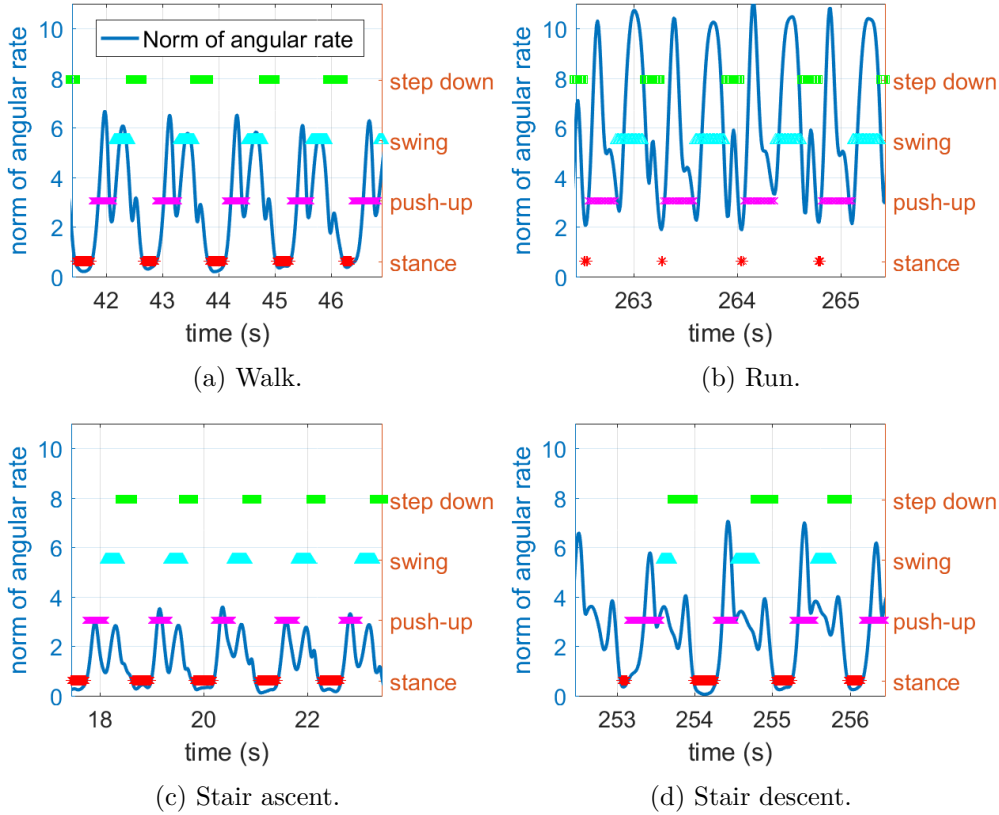 Norm of angular rate
norm of angular rate
0
2
4
6
8
10
step down
swing
push-up
stance
42
43
44
45
46
time (s)
(a) Walk.
norm of angular rate
0
2
4
6
8
10
step down
swing
push-up
stance
263
264
265
time (s)
(b) Run.
norm of angular rate
0
2
4
6
8
10
step down
swing
push-up
stance
18
20
22
time (s)
(c) Stair ascent.
norm of angular rate
0
2
4
6
8
10
step down
swing
push-up
stance
253
254
255
256
time (s)
(d) Stair descent.